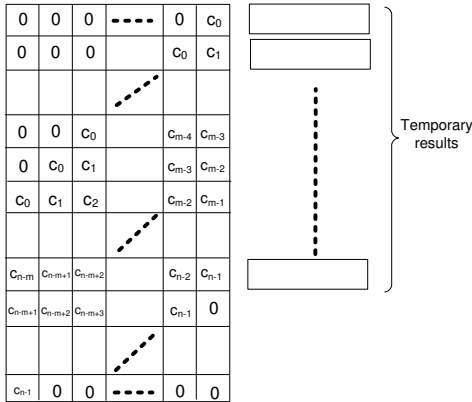 0 0 0 0 c₀
0 0 0 c₀ c₁
0 0 c₀ cₘ₋₄ cₘ₋₃
0 c₀ c₁ cₘ₋₃ cₘ₋₂
c₀ c₁ c₂ cₘ₋₂ cₘ₋₁
cₙ₋ₘ cₙ₋ₘ₊₁ cₙ₋ₘ₊₂ cₙ₋₂ cₙ₋₁
cₙ₋ₘ₊₁ cₙ₋ₘ₊₂ cₙ₋ₘ₊₃ cₙ₋₁ 0
cₙ₋₁ 0 0 0 0
Temporary
results